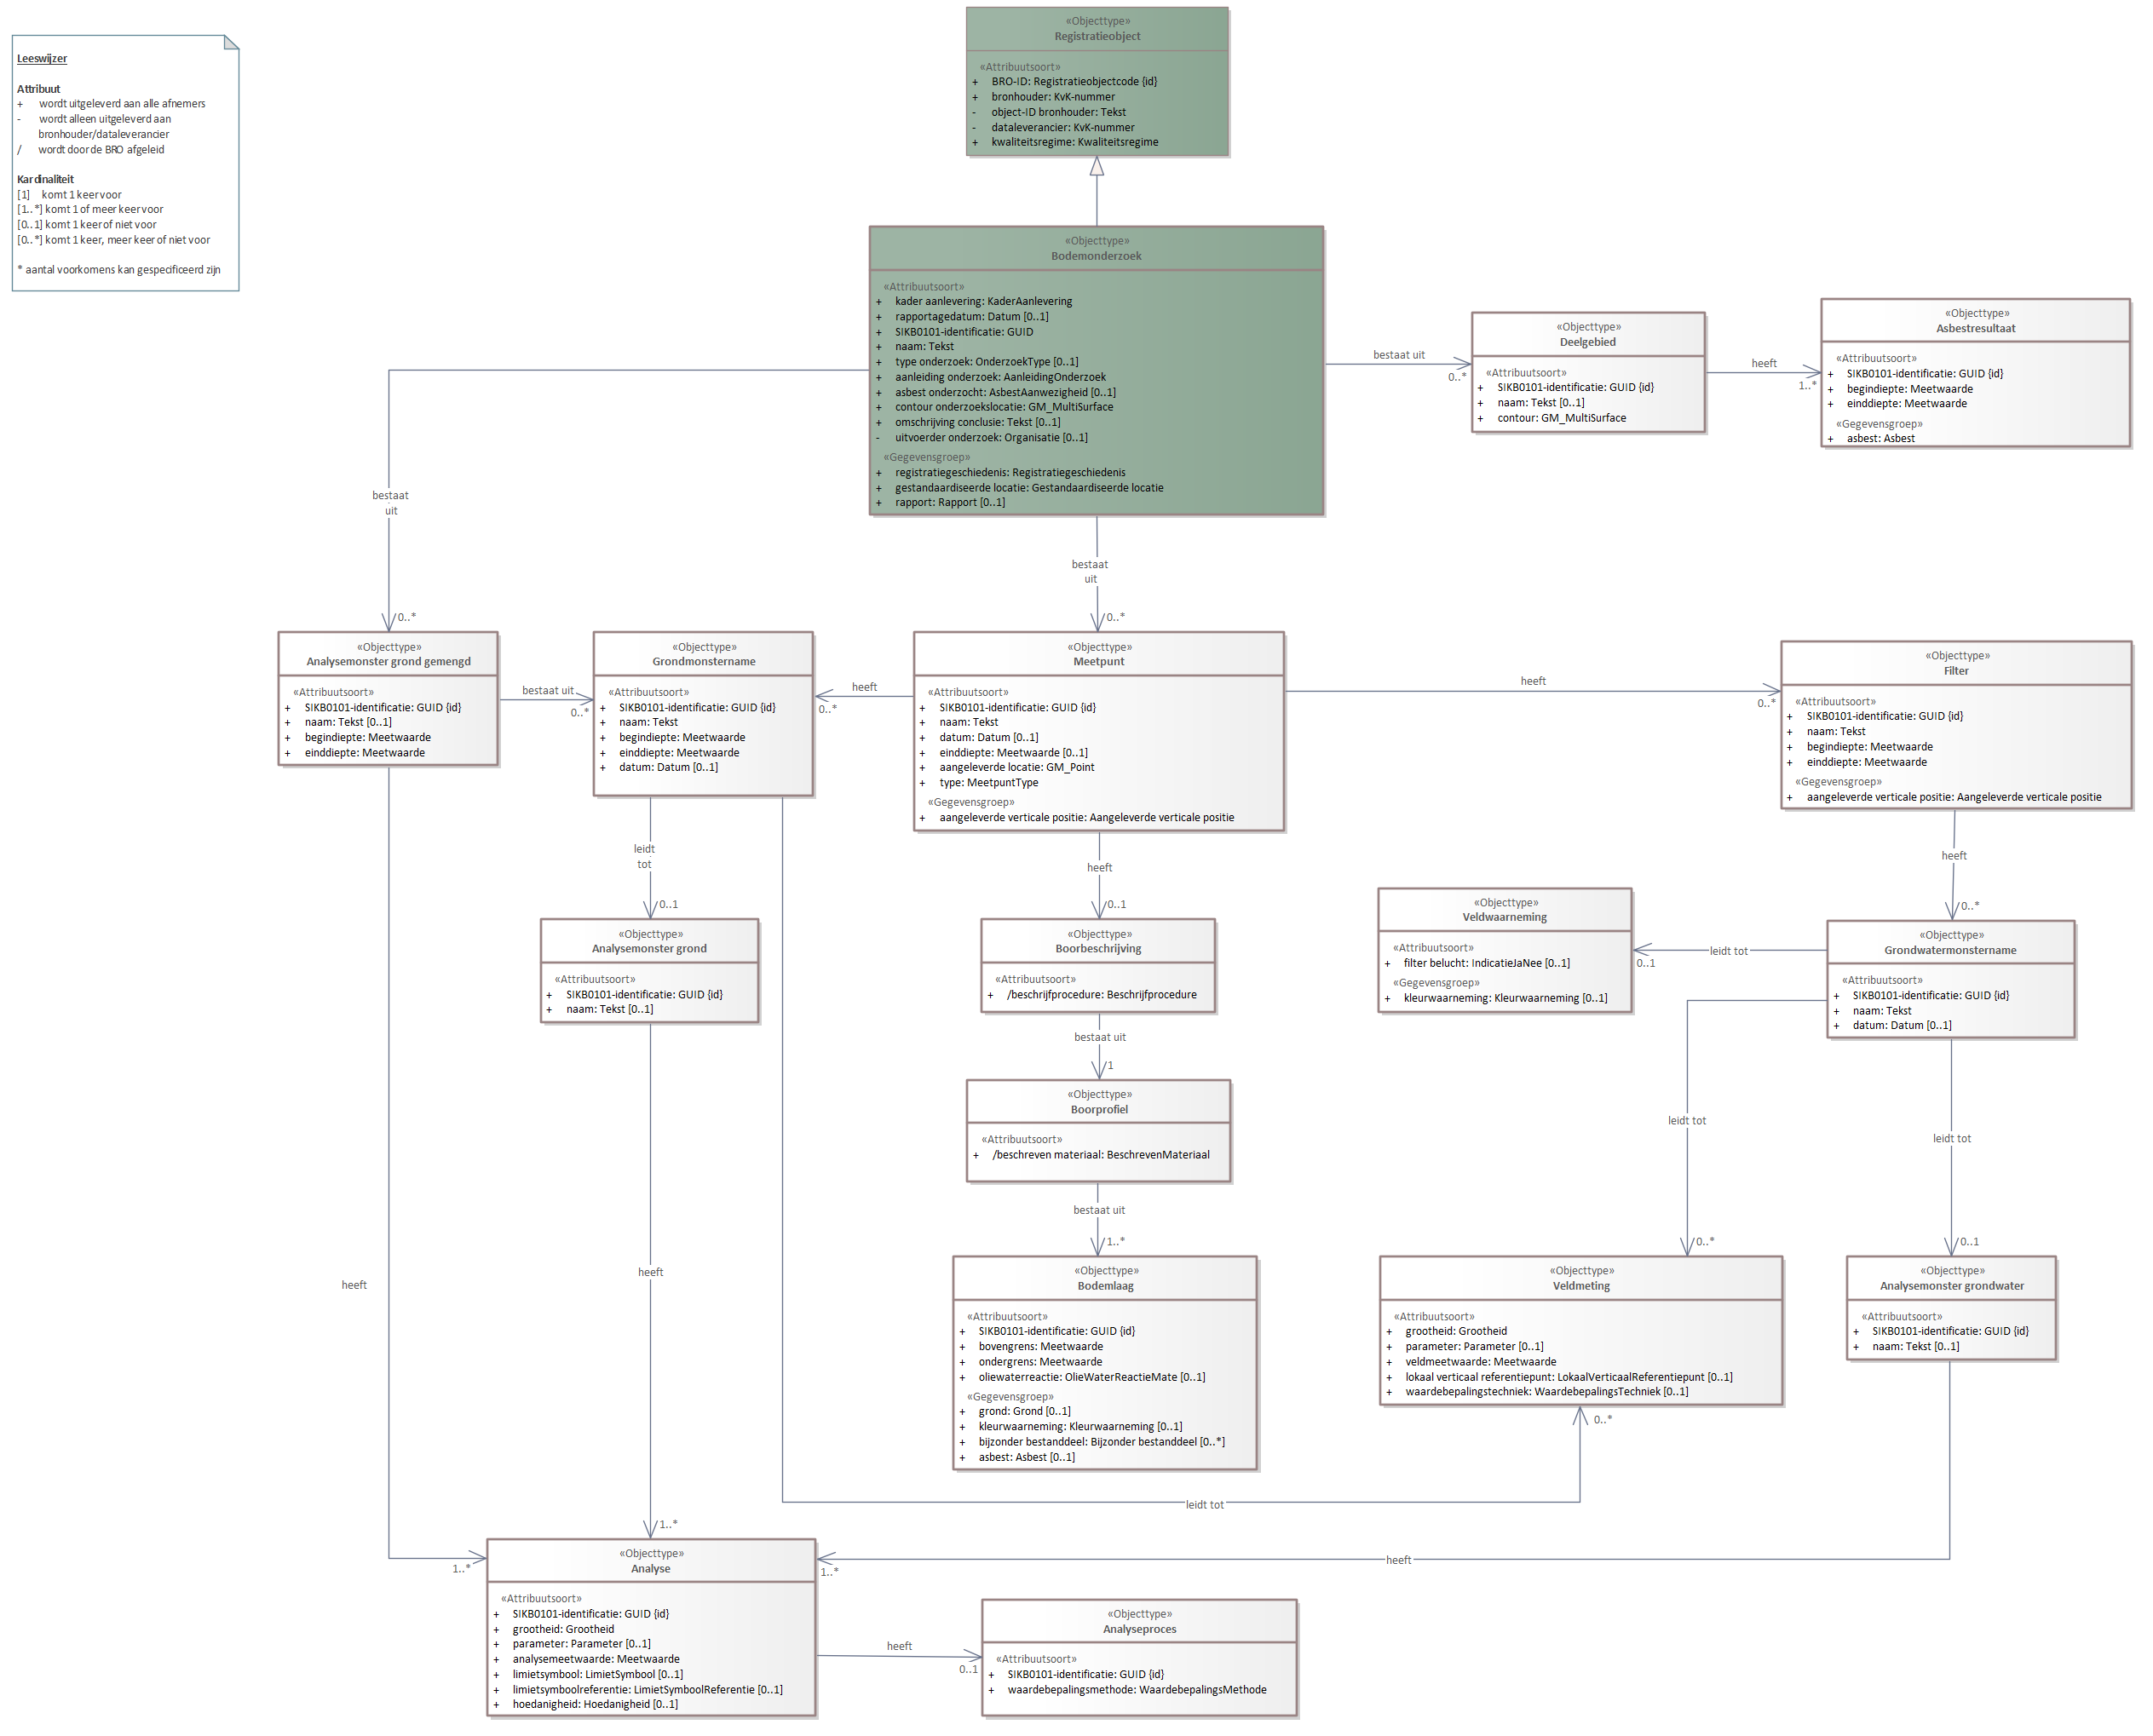 Leeswijzer
Attribuut
+ wordt uitgeleverd aan alle afnemers
- wordt alleen uitgeleverd aan
bronhouder/dataleverancier
/ wordt door de BRO afgeleid
Kardinaliteit
[1] komt 1 keer voor
[1..*] komt 1 of meer keer voor
[0..1] komt 1 keer of niet voor
[0..*] komt 1 keer, meer keer of niet voor
* aantal voorkomens kan gespecificeerd zijn
«Objecttype»
Registratieobject
«Attribuutsoort»
+ BRO-ID: Registratieobjectcode {id}
+ bronhouder: KvK-nummer
- object-ID bronhouder: Tekst
- dataleverancier: KvK-nummer
+ kwaliteitsregime: Kwaliteitsregime
«Objecttype»
Bodemonderzoek
«Attribuutsoort»
+ kader aanlevering: KaderAanlevering
+ rapportagedatum: Datum [0..1]
+ SIKB0101-identificatie: GUID
+ naam: Tekst
+ type onderzoek: OnderzoekType [0..1]
+ aanleiding onderzoek: AanleidingOnderzoek
+ asbest onderzocht: AsbestAanwezigheid [0..1]
+ contour onderzoekslocatie: GM_MultiSurface
+ omschrijving conclusie: Tekst [0..1]
- uitvoerder onderzoek: Organisatie [0..1]
«Gegevensgroep»
+ registratiegeschiedenis: Registratiegeschiedenis
+ gestandaardiseerde locatie: Gestandaardiseerde locatie
+ rapport: Rapport [0..1]
bestaat uit
0..*
«Objecttype»
Deelgebied
«Attribuutsoort»
+ SIKB0101-identificatie: GUID {id}
+ naam: Tekst [0..1]
+ contour: GM_MultiSurface
heeft
1..*
«Objecttype»
Asbestresultaat
«Attribuutsoort»
+ SIKB0101-identificatie: GUID {id}
+ begindiepte: Meetwaarde
+ einddiepte: Meetwaarde
«Gegevensgroep»
+ asbest: Asbest
bestaat
uit
0..*
bestaat
uit
0..*
«Objecttype»
Analysemonster grond gemengd
«Attribuutsoort»
+ SIKB0101-identificatie: GUID {id}
+ naam: Tekst [0..1]
+ begindiepte: Meetwaarde
+ einddiepte: Meetwaarde
bestaat uit
0..*
«Objecttype»
Grondmonstername
«Attribuutsoort»
+ SIKB0101-identificatie: GUID {id}
+ naam: Tekst
+ begindiepte: Meetwaarde
+ einddiepte: Meetwaarde
+ datum: Datum [0..1]
heeft
0..*
«Objecttype»
Meetpunt
«Attribuutsoort»
+ SIKB0101-identificatie: GUID {id}
+ naam: Tekst
+ datum: Datum [0..1]
+ einddiepte: Meetwaarde [0..1]
+ aangeleverde locatie: GM_Point
+ type: MeetpuntType
«Gegevensgroep»
+ aangeleverde verticale positie: Aangeleverde verticale positie
heeft
0..*
«Objecttype»
Filter
«Attribuutsoort»
+ SIKB0101-identificatie: GUID {id}
+ naam: Tekst
+ begindiepte: Meetwaarde
+ einddiepte: Meetwaarde
«Gegevensgroep»
+ aangeleverde verticale positie: Aangeleverde verticale positie
leidt
tot
0..1
heeft
0..1
heeft
0..*
«Objecttype»
Analysemonster grond
«Attribuutsoort»
+ SIKB0101-identificatie: GUID {id}
+ naam: Tekst [0..1]
«Objecttype»
Boorbeschrijving
«Attribuutsoort»
+ /beschrijfprocedure: Beschrijfprocedure
«Objecttype»
Veldwaarneming
«Attribuutsoort»
+ filter belucht: IndicatieJaNee [0..1]
«Gegevensgroep»
+ kleurwaarneming: Kleurwaarneming [0..1]
leidt tot
0..1
«Objecttype»
Grondwatermonstername
«Attribuutsoort»
+ SIKB0101-identificatie: GUID {id}
+ naam: Tekst
+ datum: Datum [0..1]
bestaat uit
1
«Objecttype»
Boorprofiel
«Attribuutsoort»
+ /beschreven materiaal: BeschrevenMateriaal
leidt tot
0..*
leidt tot
0..1
bestaat uit
1..*
«Objecttype»
Bodemlaag
«Attribuutsoort»
+ SIKB0101-identificatie: GUID {id}
+ bovengrens: Meetwaarde
+ ondergrens: Meetwaarde
+ oliewaterreactie: OlieWaterReactieMate [0..1]
«Gegevensgroep»
+ grond: Grond [0..1]
+ kleurwaarneming: Kleurwaarneming [0..1]
+ bijzonder bestanddeel: Bijzonder bestanddeel [0..*]
+ asbest: Asbest [0..1]
«Objecttype»
Veldmeting
«Attribuutsoort»
+ grootheid: Grootheid
+ parameter: Parameter [0..1]
+ veldmeetwaarde: Meetwaarde
+ lokaal verticaal referentiepunt: LokaalVerticaalReferentiepunt [0..1]
+ waardebepalingstechniek: WaardebepalingsTechniek [0..1]
0..*
«Objecttype»
Analysemonster grondwater
«Attribuutsoort»
+ SIKB0101-identificatie: GUID {id}
+ naam: Tekst [0..1]
heeft
heeft
leidt tot
1..*
1..*
heeft
1..*
«Objecttype»
Analyse
«Attribuutsoort»
+ SIKB0101-identificatie: GUID {id}
+ grootheid: Grootheid
+ parameter: Parameter [0..1]
+ analysemeetwaarde: Meetwaarde
+ limietsymbool: LimietSymbool [0..1]
+ limietsymboolreferentie: LimietSymboolReferentie [0..1]
+ hoedanigheid: Hoedanigheid [0..1]
heeft
0..1
«Objecttype»
Analyseproces
«Attribuutsoort»
+ SIKB0101-identificatie: GUID {id}
+ waardebepalingsmethode: WaardebepalingsMethode